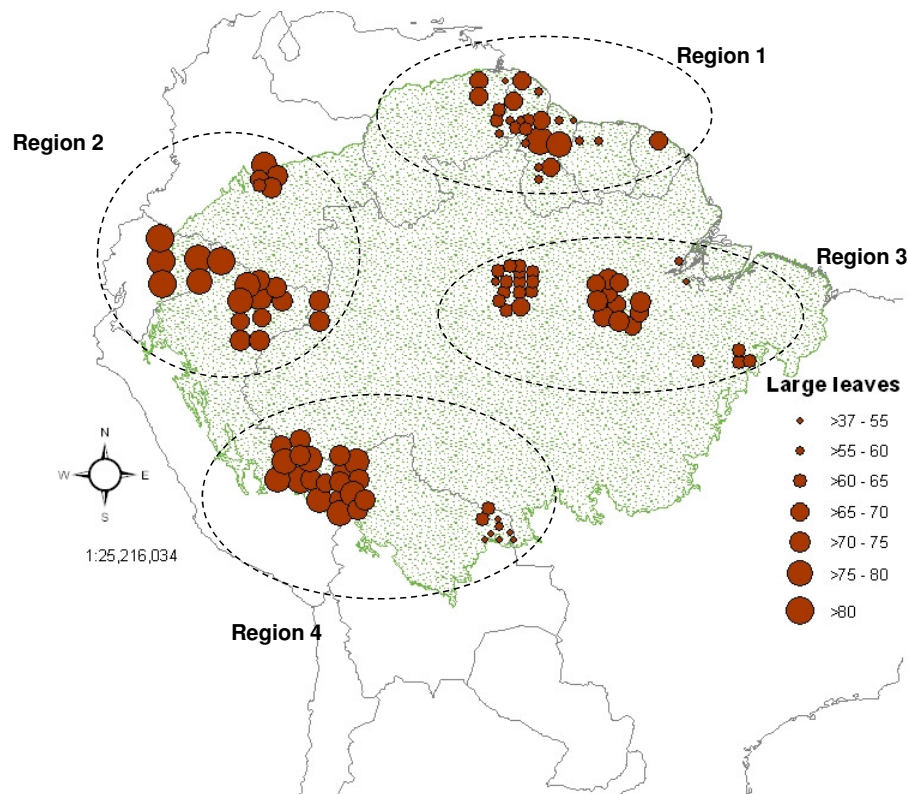 Region 1
Region 2
Region 3
Large leaves
>37 - 55
>55 - 60
>60 - 65
>65 - 70
>70 - 75
>75 - 80
>80
N
W E
S
1:25,216,034
Region 4